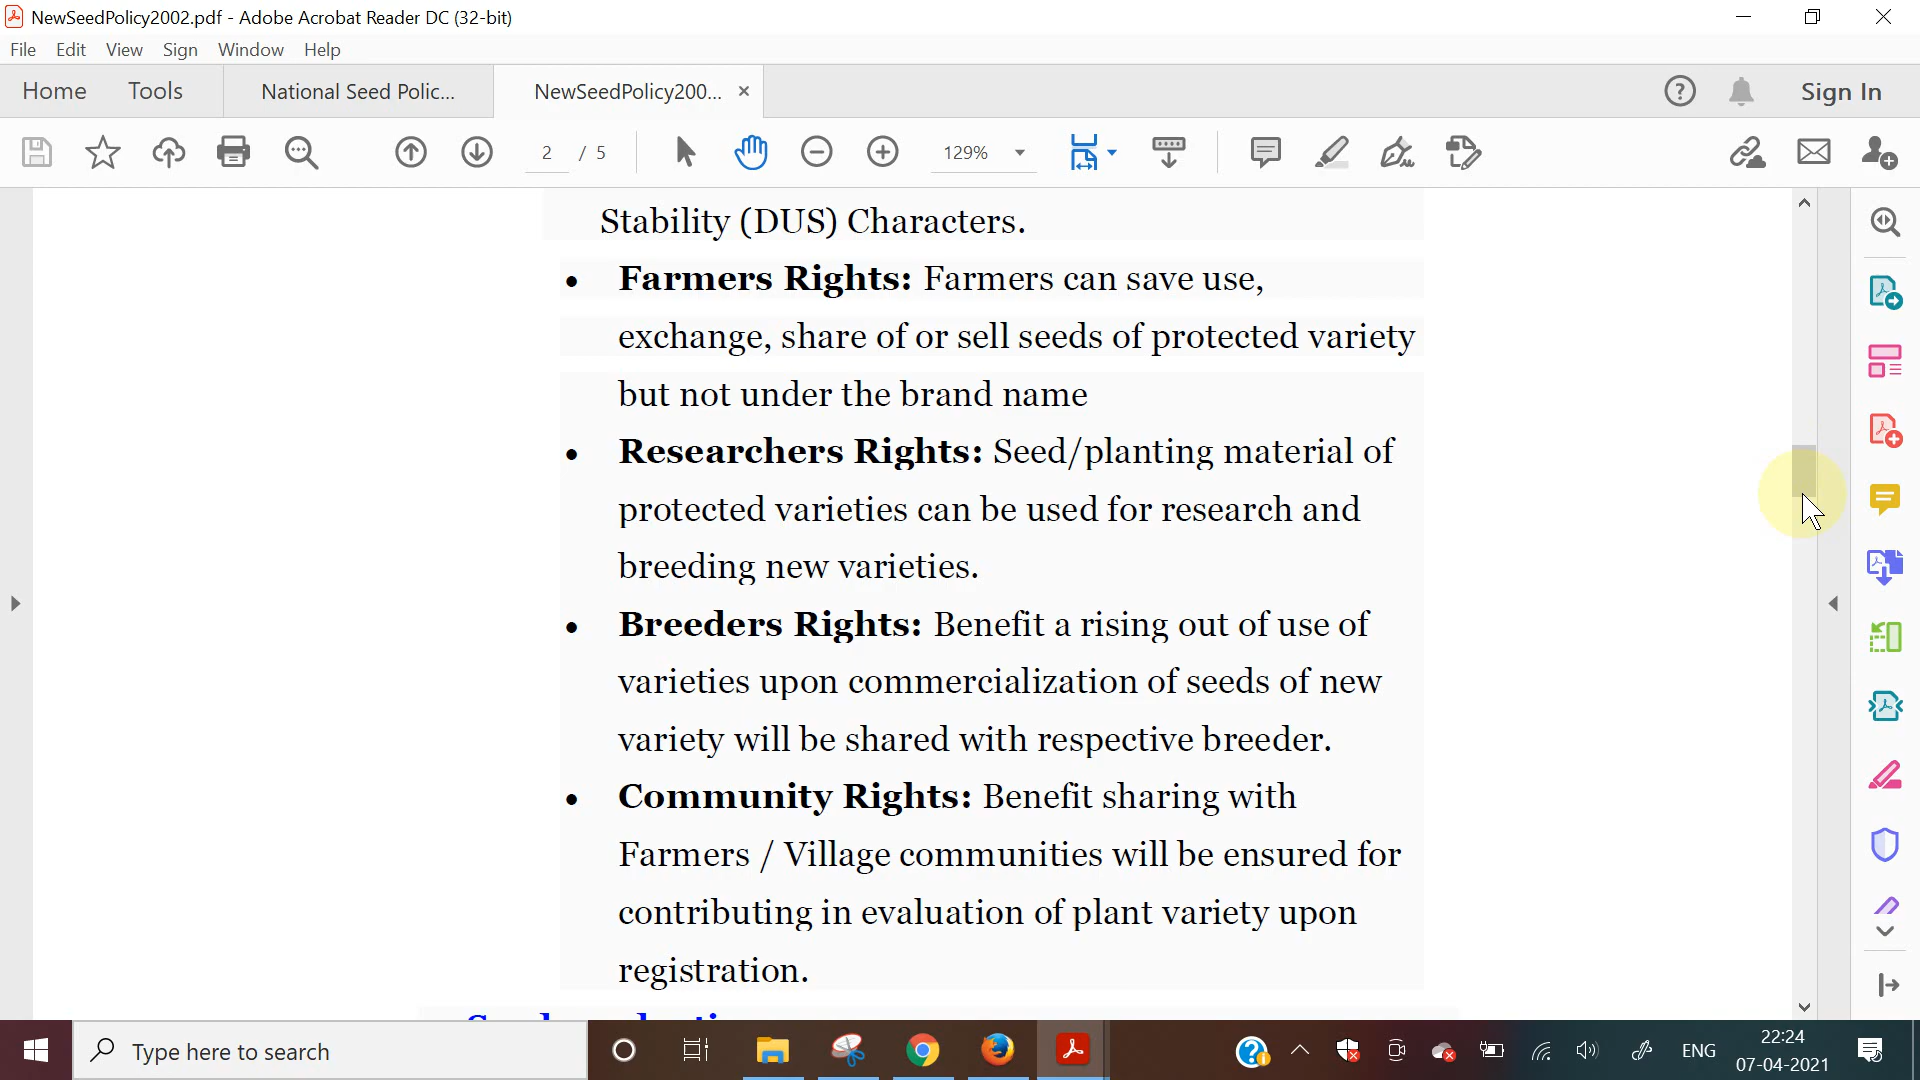 NewSeedPolicy2002.pdf - Adobe Acrobat Reader DC (32-bit)
File Edit View Sign Window Help
Home Tools National Seed Polic... NewSeedPolicy200... × Sign In
2 / 5 129%
Stability (DUS) Characters.
• Farmers Rights: Farmers can save use,
exchange, share of or sell seeds of protected variety
but not under the brand name
• Researchers Rights: Seed/planting material of
protected varieties can be used for research and
breeding new varieties.
• Breeders Rights: Benefit a rising out of use of
varieties upon commercialization of seeds of new
variety will be shared with respective breeder.
• Community Rights: Benefit sharing with
Farmers / Village communities will be ensured for
contributing in evaluation of plant variety upon
registration.
Type here to search
ENG
22:24
07-04-2021